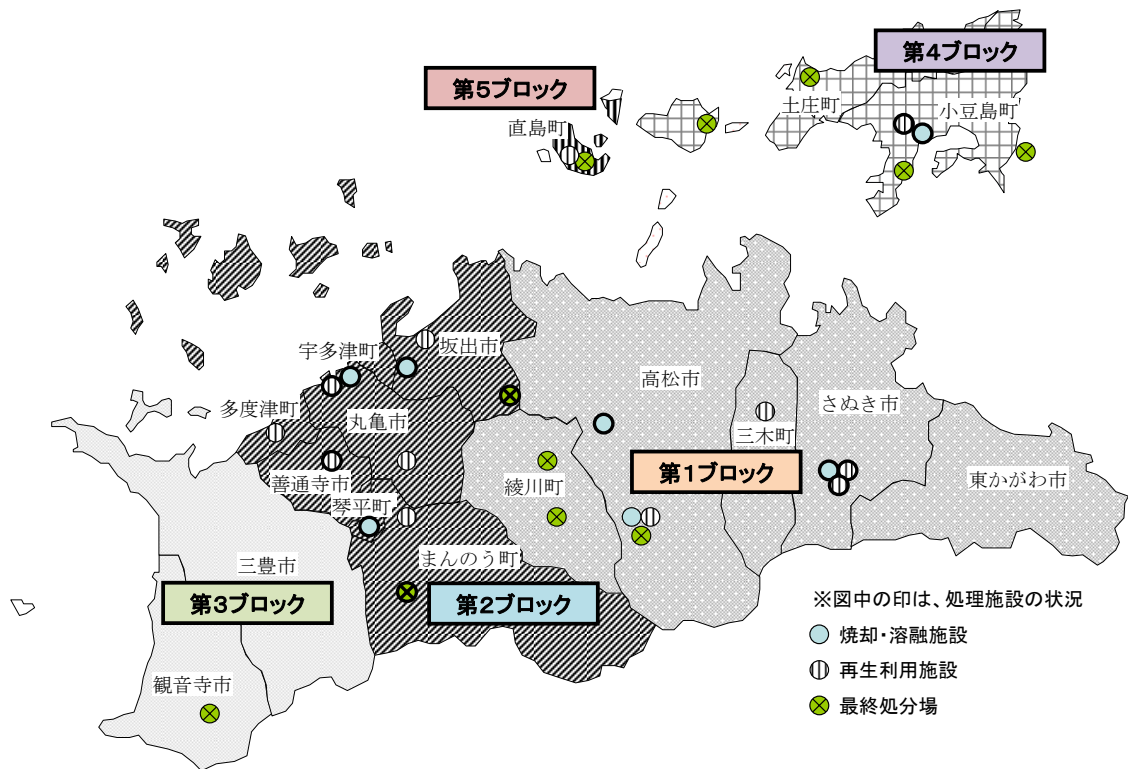 第4ブロック
第5ブロック
土庄町
小豆島町
直島町
宇多津町
坂出市
高松市
多度津町
丸亀市
さぬき市
三木町
第1ブロック
東かがわ市
善通寺市
綾川町
琴平町
三豊市
まんのう町
第3ブロック
第2ブロック
観音寺市
※図中の印は、処理施設の状況
焼却・溶融施設
再生利用施設
最終処分場